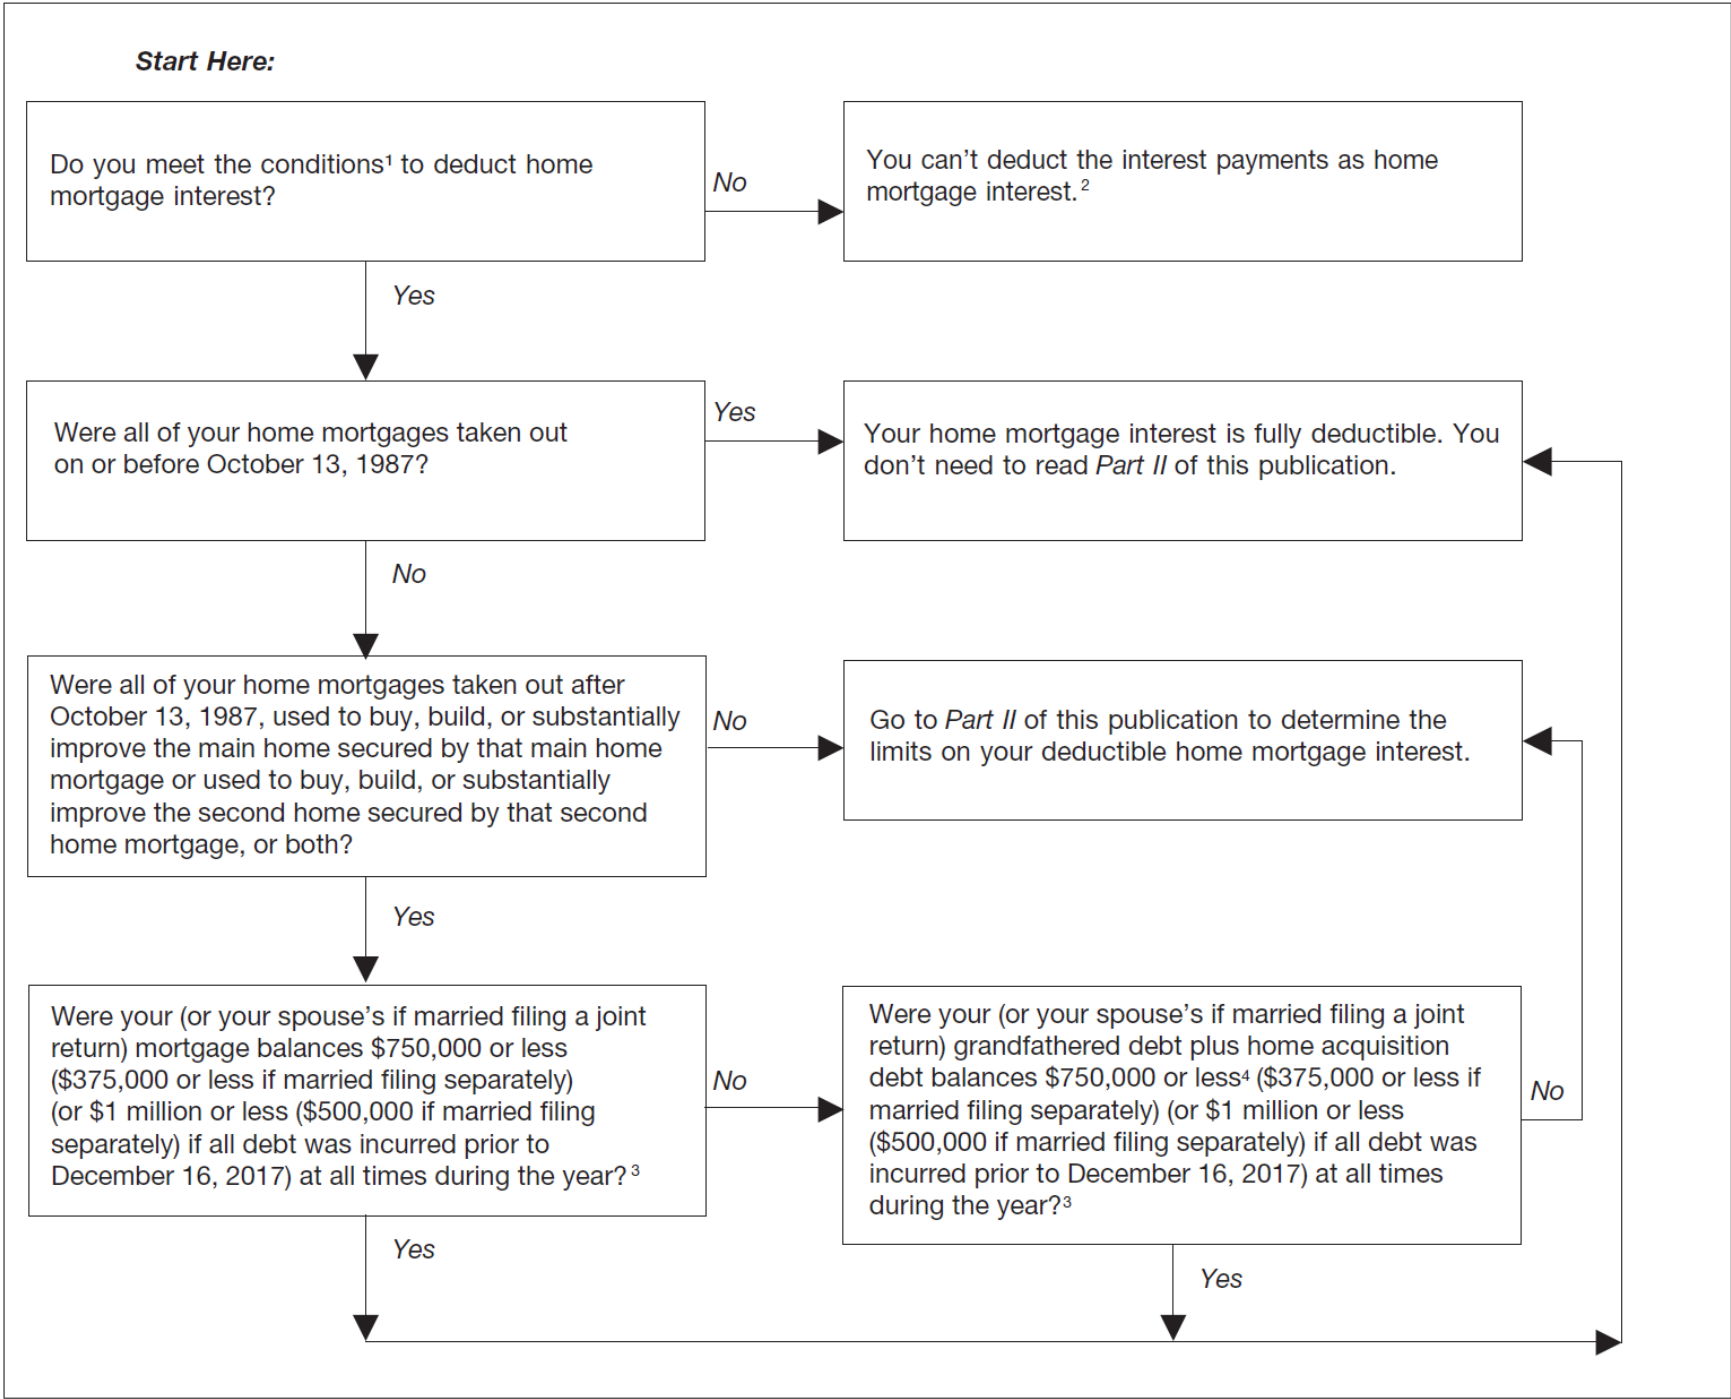 Start Here:
Do you meet the conditions¹ to deduct home
mortgage interest?
No
You can’t deduct the interest payments as home
mortgage interest.²
Yes
Were all of your home mortgages taken out
on or before October 13, 1987?
Yes
Your home mortgage interest is fully deductible. You
don’t need to read Part II of this publication.
No
Were all of your home mortgages taken out after
October 13, 1987, used to buy, build, or substantially
improve the main home secured by that main home
mortgage or used to buy, build, or substantially
improve the second home secured by that second
home mortgage, or both?
No
Go to Part II of this publication to determine the
limits on your deductible home mortgage interest.
Yes
Were your (or your spouse’s if married filing a joint
return) mortgage balances $750,000 or less
($375,000 or less if married filing separately)
(or $1 million or less ($500,000 if married filing
separately) if all debt was incurred prior to
December 16, 2017) at all times during the year?³
No
Were your (or your spouse’s if married filing a joint
return) grandfathered debt plus home acquisition
debt balances $750,000 or less⁴ ($375,000 or less if
married filing separately) (or $1 million or less
($500,000 if married filing separately) if all debt was
incurred prior to December 16, 2017) at all times
during the year?³
No
Yes
Yes